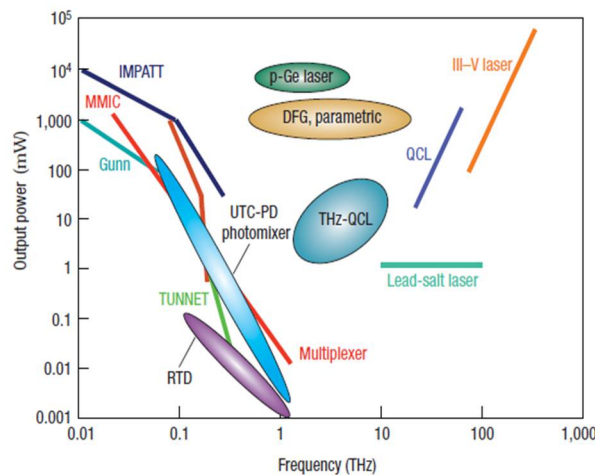 10⁵
10⁴
1,000
100
10
1
0.1
0.01
0.001
Output power (mW)
IMPATT
MMIC
Gunn
p-Ge laser
DFG, parametric
III–V laser
QCL
UTC-PD
photomixer
THz-QCL
Lead-salt laser
TUNNET
RTD
Multiplexer
0.01
0.1
1
10
100
1,000
Frequency (THz)